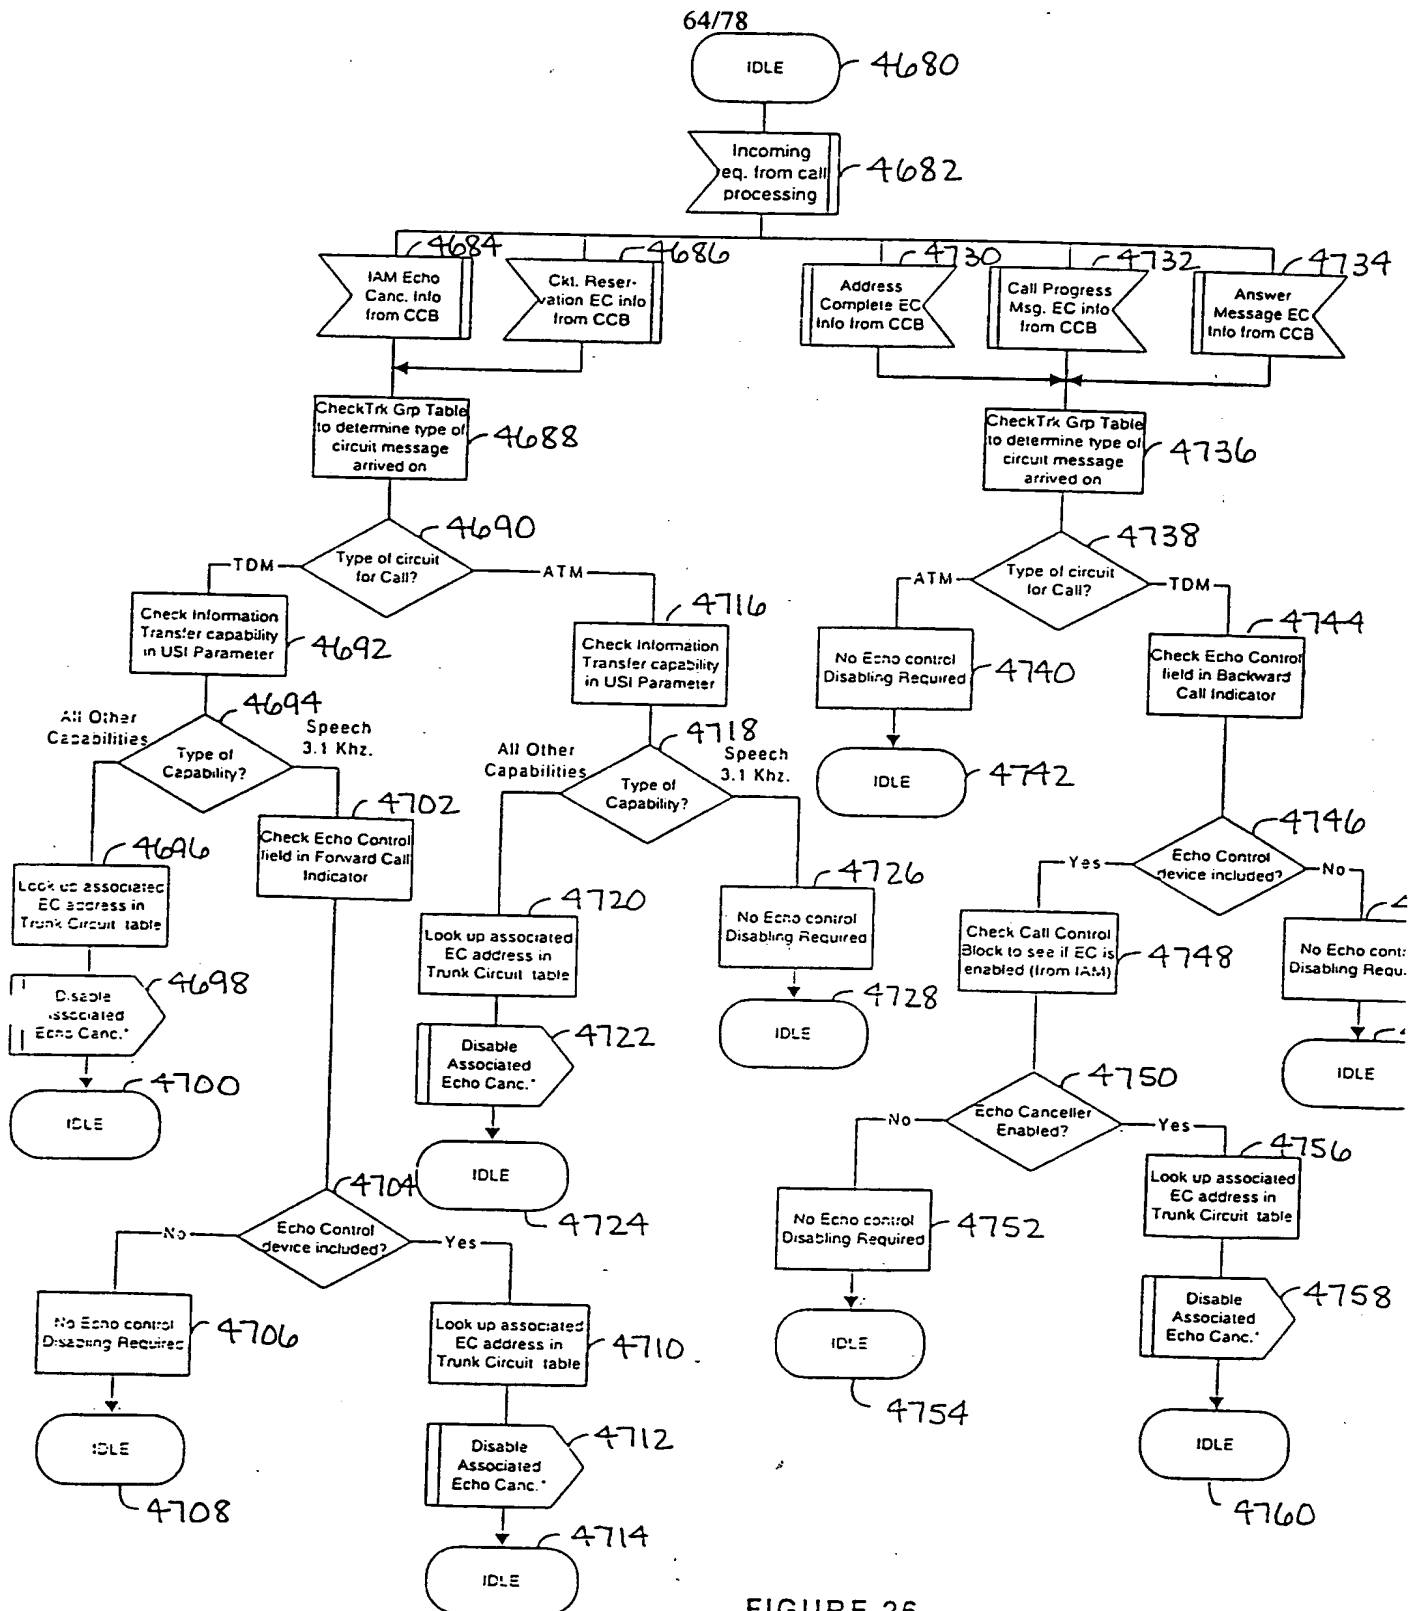 64/78
IDLE
4680
Incoming
eq. from call
processing
4682
4684
4686
4730
4732
4734
IAM Echo
Canc. Info
from CCB
Ckt. Reser-
vation EC info
from CCB
Address
Complete EC
Info from CCB
Call Progress
Msg. EC info
from CCB
Answer
Message EC
Info from CCB
CheckTrk Grp Table
to determine type of
circuit message
arrived on
4688
CheckTrk Grp Table
to determine type of
circuit message
arrived on
4736
4690
Type of circuit
for Call?
TDM
ATM
4738
Type of circuit
for Call?
ATM
TDM
Check Information
Transfer capability
in USI Parameter
4692
4716
Check Information
Transfer capability
in USI Parameter
No Echo control
Disabling Required
4740
4744
Check Echo Control
field in Backward
Call Indicator
4694
All Other
Capabilities
Type of
Capability?
Speech
3.1 Khz.
4718
All Other
Capabilities
Type of
Capability?
Speech
3.1 Khz.
IDLE
4742
4702
Check Echo Control
field in Forward Call
Indicator
4746
Echo Control
device included?
Yes
No
4696
Look up associated
EC address in
Trunk Circuit table
4720
Look up associated
EC address in
Trunk Circuit table
4726
No Echo control
Disabling Required
Check Call Control
Block to see if EC is
enabled (from IAM)
4748
4
No Echo contr
Disabling Requ
4698
Disable
Associated
Echo Canc.*
4722
Disable
Associated
Echo Canc.*
4728
IDLE
IDLE
4700
IDLE
4750
Echo Canceller
Enabled?
No
Yes
IDLE
4724
4756
Look up associated
EC address in
Trunk Circuit table
4704
Echo Control
device included?
No
Yes
No Echo control
Disabling Required
4752
No Echo control
Disabling Required
4706
Look up associated
EC address in
Trunk Circuit table
4710
IDLE
4754
4758
Disable
Associated
Echo Canc.*
IDLE
4708
4712
Disable
Associated
Echo Canc.*
IDLE
4760
4714
IDLE
FIGURE 26